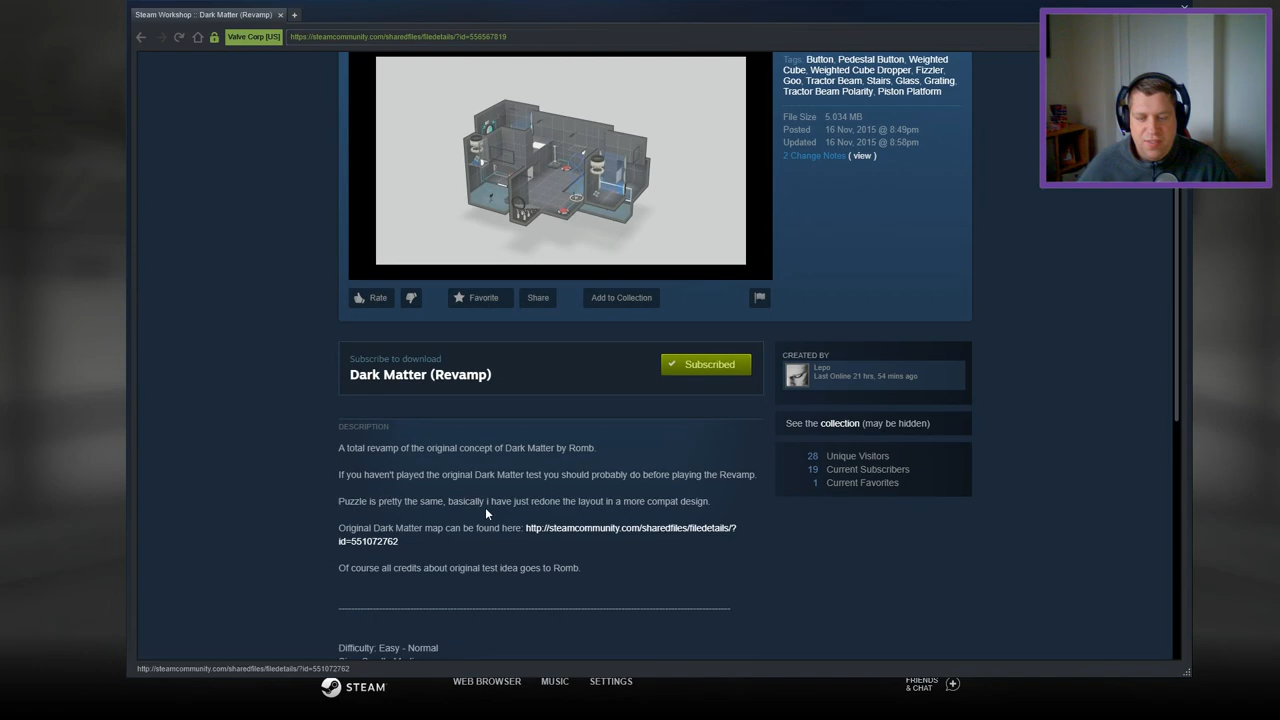 Steam Workshop :: Dark Matter (Revamp)
Valve Corp [US]
https://steamcommunity.com/sharedfiles/filedetails/?id=556567819
Tags: Button, Pedestal Button, Weighted
Cube, Weighted Cube Dropper, Fizzler,
Goo, Tractor Beam, Stairs, Glass, Grating,
Tractor Beam Polarity, Piston Platform
File Size 5.034 MB
Posted 16 Nov, 2015 @ 8:49pm
Updated 16 Nov, 2015 @ 8:58pm
2 Change Notes ( view )
Rate
Favorite
Share
Add to Collection
Subscribe to download
Dark Matter (Revamp)
Subscribed
CREATED BY
Lepo
Last Online 21 hrs, 54 mins ago
See the collection (may be hidden)
28 Unique Visitors
19 Current Subscribers
1 Current Favorites
DESCRIPTION
A total revamp of the original concept of Dark Matter by Romb.
If you haven't played the original Dark Matter test you should probably do before playing the Revamp.
Puzzle is pretty the same, basically i have just redone the layout in a more compat design.
Original Dark Matter map can be found here: http://steamcommunity.com/sharedfiles/filedetails/?
id=551072762
Of course all credits about original test idea goes to Romb.
Difficulty: Easy - Normal
http://steamcommunity.com/sharedfiles/filedetails/?id=551072762
STEAM
WEB BROWSER
MUSIC
SETTINGS
FRIENDS
& CHAT